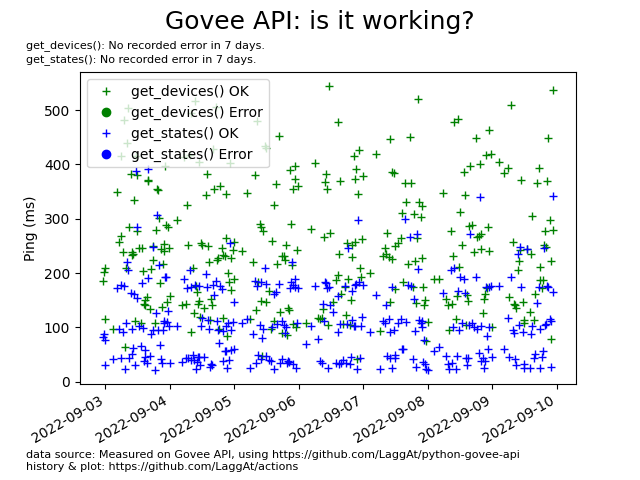 Govee API: is it working?
get_devices(): No recorded error in 7 days.
get_states(): No recorded error in 7 days.
get_devices() OK
get_devices() Error
get_states() OK
get_states() Error
Ping (ms)
500
400
300
200
100
0
2022-09-03
2022-09-04
2022-09-05
2022-09-06
2022-09-07
2022-09-08
2022-09-09
2022-09-10
data source: Measured on Govee API, using https://github.com/LaggAt/python-govee-api
history & plot: https://github.com/LaggAt/actions